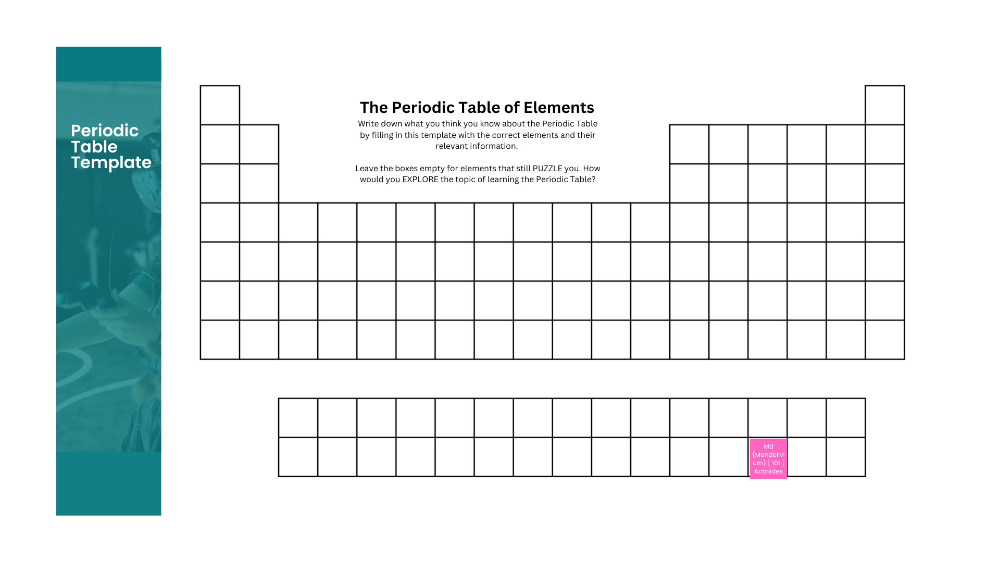 Periodic
Table
Template
The Periodic Table of Elements
Write down what you think you know about the Periodic Table
by filling in this template with the correct elements and their
relevant information.
Leave the boxes empty for elements that still PUZZLE you. How
would you EXPLORE the topic of learning the Periodic Table?
Md
(Mendelivi
um) [ 101 ]
Actinides